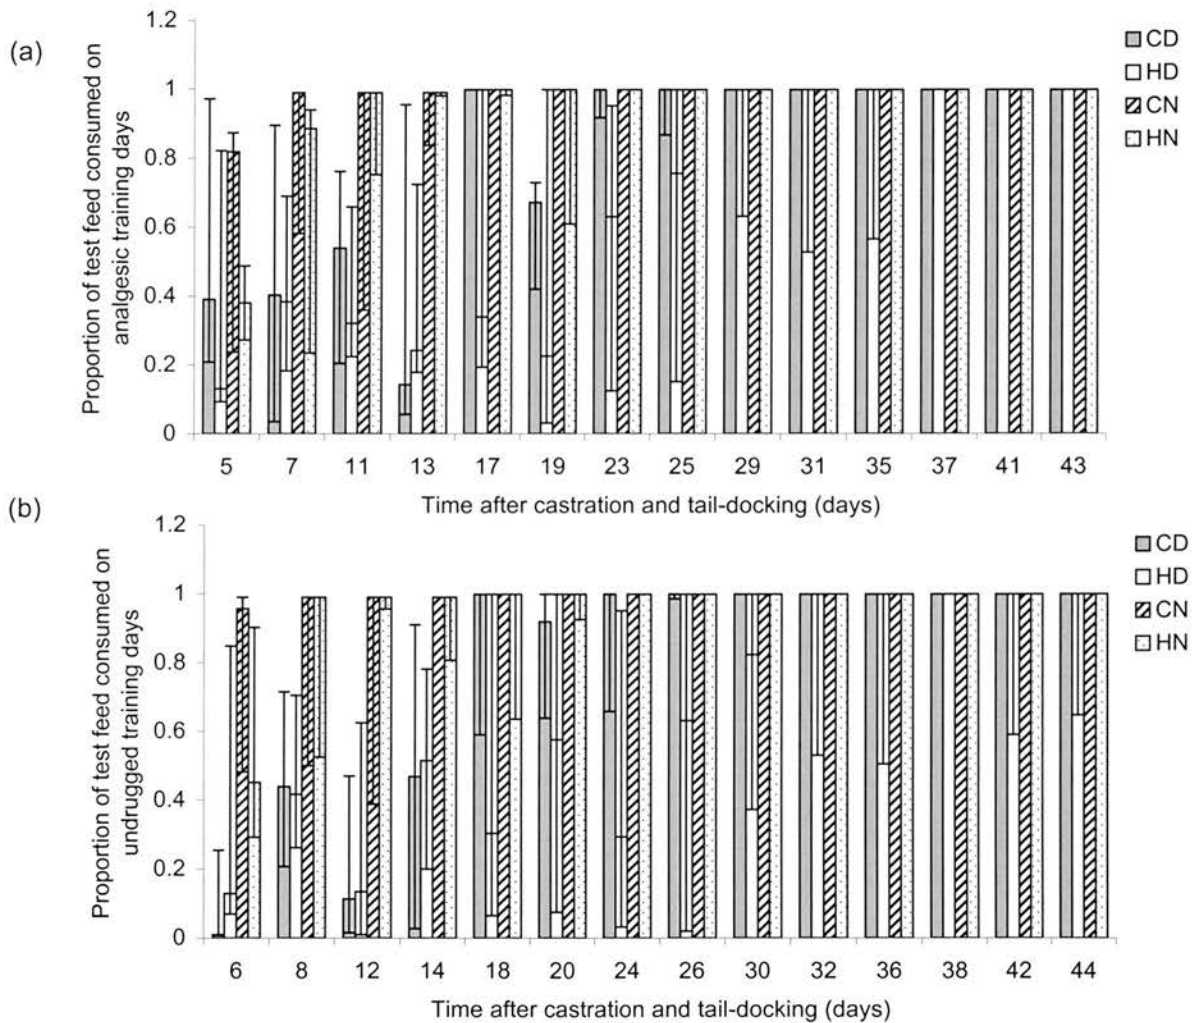 (a)
Proportion of test feed consumed on
analgesic training days
1.2
1
0.8
0.6
0.4
0.2
0
CD
HD
CN
HN
5 7 11 13 17 19 23 25 29 31 35 37 41 43
Time after castration and tail-docking (days)
(b)
Proportion of test feed consumed on
undrugged training days
1.2
1
0.8
0.6
0.4
0.2
0
CD
HD
CN
HN
6 8 12 14 18 20 24 26 30 32 36 38 42 44
Time after castration and tail-docking (days)